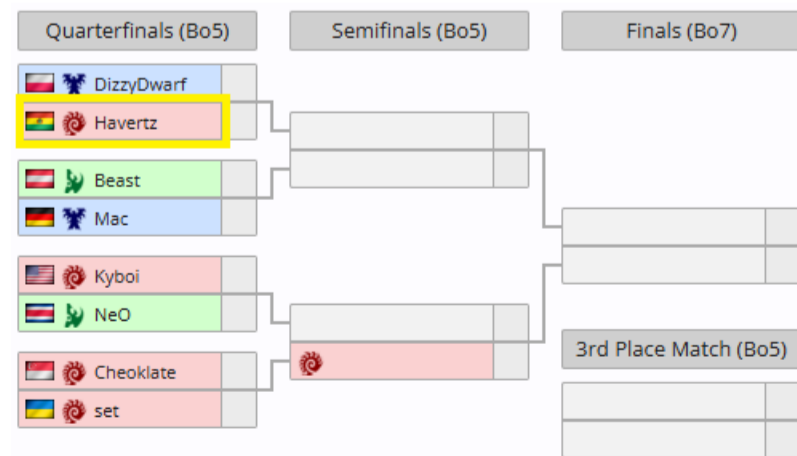 Quarterfinals (Bo5)
Semifinals (Bo5)
Finals (Bo7)
DizzyDwarf
Havertz
Beast
Mac
Kyboi
NeO
Cheoklate
set
3rd Place Match (Bo5)